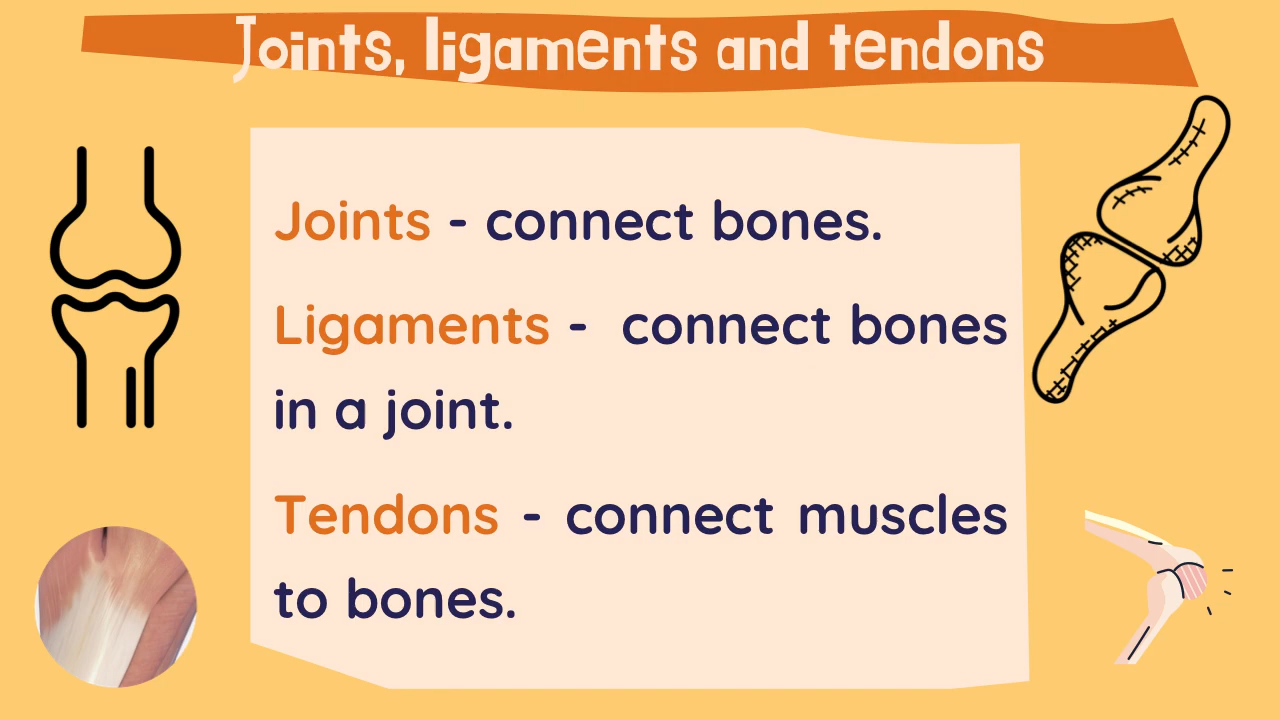 Joints, ligaments and tendons
Joints - connect bones.
Ligaments - connect bones
in a joint.
Tendons - connect muscles
to bones.